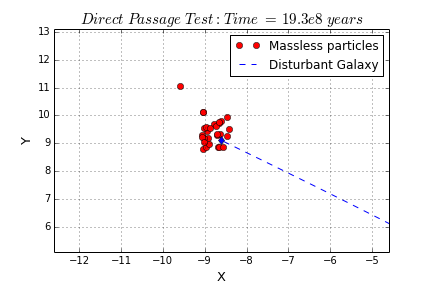 Direct Passage Test : Time = 19.3e8 years
Massless particles
Disturbant Galaxy
13
12
11
10
9
8
7
6
Y
−12 −11 −10 −9 −8 −7 −6 −5
X